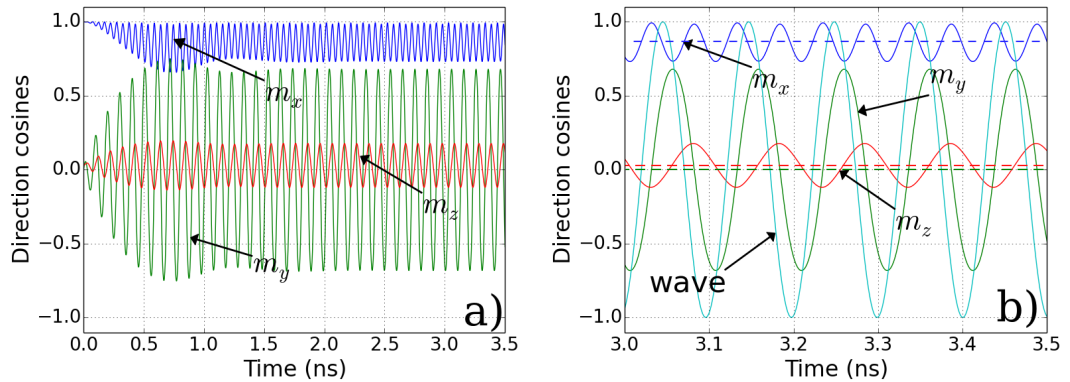 Direction cosines
1.0
0.5
0.0
−0.5
−1.0
m_x
m_z
m_y
a)
0.0 0.5 1.0 1.5 2.0 2.5 3.0 3.5
Time (ns)
Direction cosines
1.0
0.5
0.0
−0.5
−1.0
m_x
m_y
m_z
wave
b)
3.0 3.1 3.2 3.3 3.4 3.5
Time (ns)